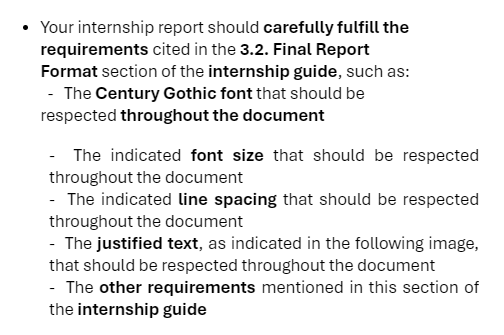 • Your internship report should carefully fulfill the
requirements cited in the 3.2. Final Report
Format section of the internship guide, such as:
- The Century Gothic font that should be
respected throughout the document
- The indicated font size that should be respected
throughout the document
- The indicated line spacing that should be respected
throughout the document
- The justified text, as indicated in the following image,
that should be respected throughout the document
- The other requirements mentioned in this section of
the internship guide